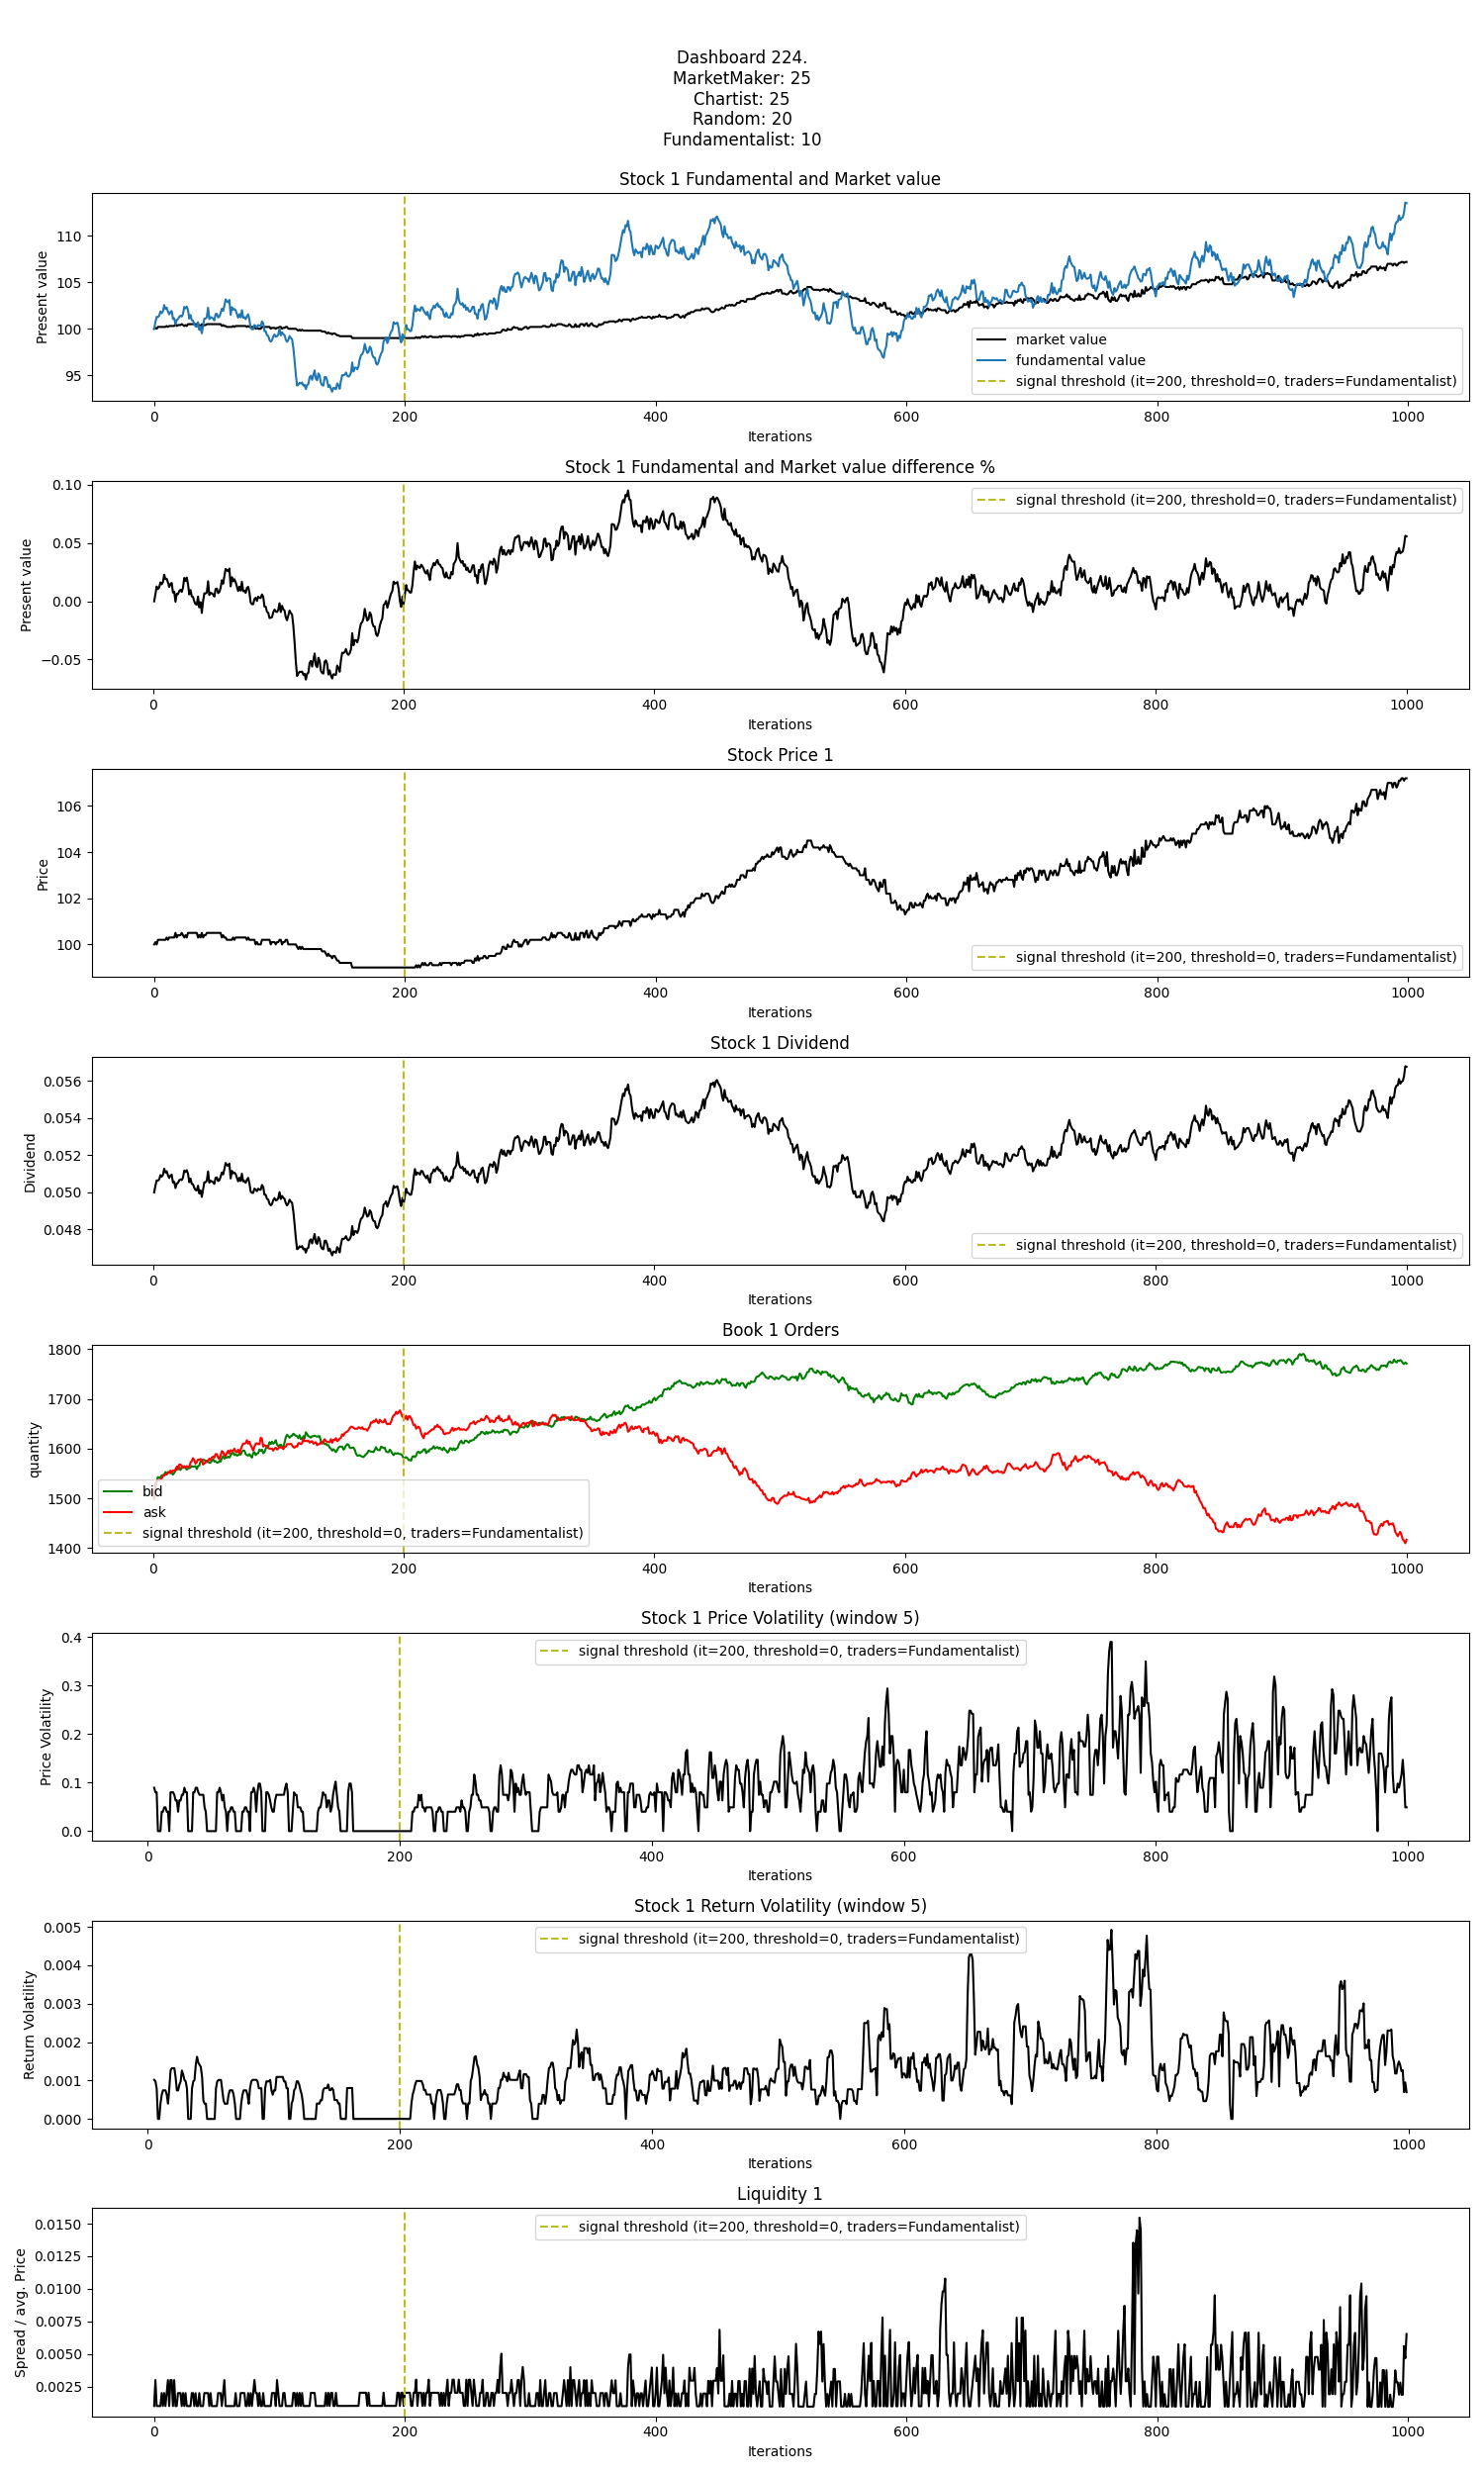 Dashboard 224.
MarketMaker: 25
Chartist: 25
Random: 20
Fundamentalist: 10
Stock 1 Fundamental and Market value
Present value
110
105
100
95
market value
fundamental value
signal threshold (it=200, threshold=0, traders=Fundamentalist)
0 200 400 600 800 1000
Iterations
Stock 1 Fundamental and Market value difference %
Present value
0.10
0.05
0.00
−0.05
signal threshold (it=200, threshold=0, traders=Fundamentalist)
0 200 400 600 800 1000
Iterations
Stock Price 1
Price
106
104
102
100
signal threshold (it=200, threshold=0, traders=Fundamentalist)
0 200 400 600 800 1000
Iterations
Stock 1 Dividend
Dividend
0.056
0.054
0.052
0.050
0.048
signal threshold (it=200, threshold=0, traders=Fundamentalist)
0 200 400 600 800 1000
Iterations
Book 1 Orders
quantity
1800
1700
1600
1500
1400
bid
ask
signal threshold (it=200, threshold=0, traders=Fundamentalist)
0 200 400 600 800 1000
Iterations
Stock 1 Price Volatility (window 5)
Price Volatility
0.4
0.3
0.2
0.1
0.0
signal threshold (it=200, threshold=0, traders=Fundamentalist)
0 200 400 600 800 1000
Iterations
Stock 1 Return Volatility (window 5)
Return Volatility
0.005
0.004
0.003
0.002
0.001
0.000
signal threshold (it=200, threshold=0, traders=Fundamentalist)
0 200 400 600 800 1000
Iterations
Liquidity 1
Spread / avg. Price
0.0150
0.0125
0.0100
0.0075
0.0050
0.0025
signal threshold (it=200, threshold=0, traders=Fundamentalist)
0 200 400 600 800 1000
Iterations